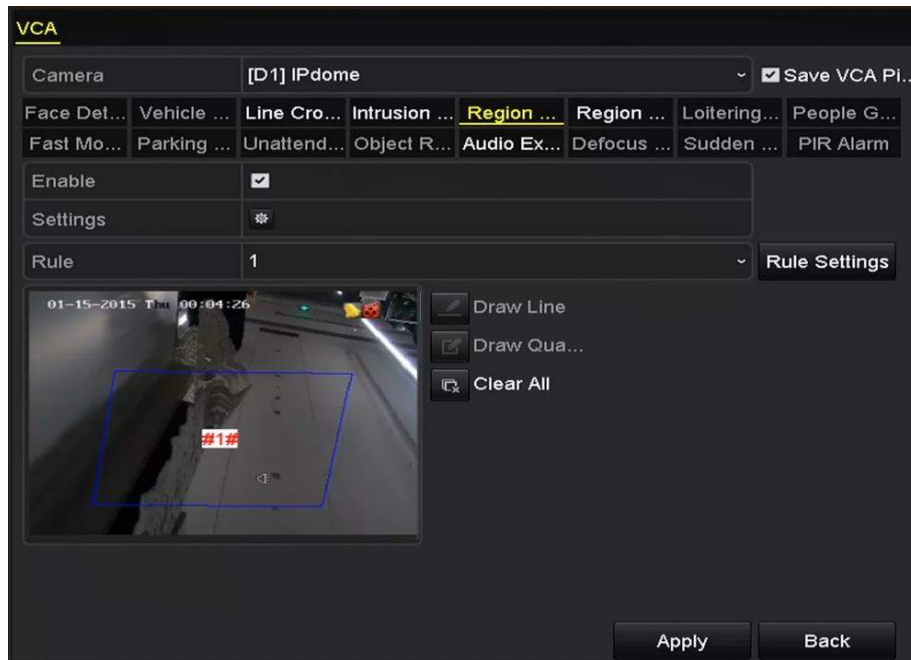 VCA
Camera [D1] IPdome Save VCA Pi..
Face Det... Vehicle ... Line Cro... Intrusion ... Region ... Region ... Loitering... People G...
Fast Mo... Parking ... Unattend... Object R... Audio Ex... Defocus ... Sudden ... PIR Alarm
Enable
Settings
Rule 1 Rule Settings
01-15-2015 Thu 00:04:26
Draw Line
Draw Qua...
Clear All
#1#
Apply Back